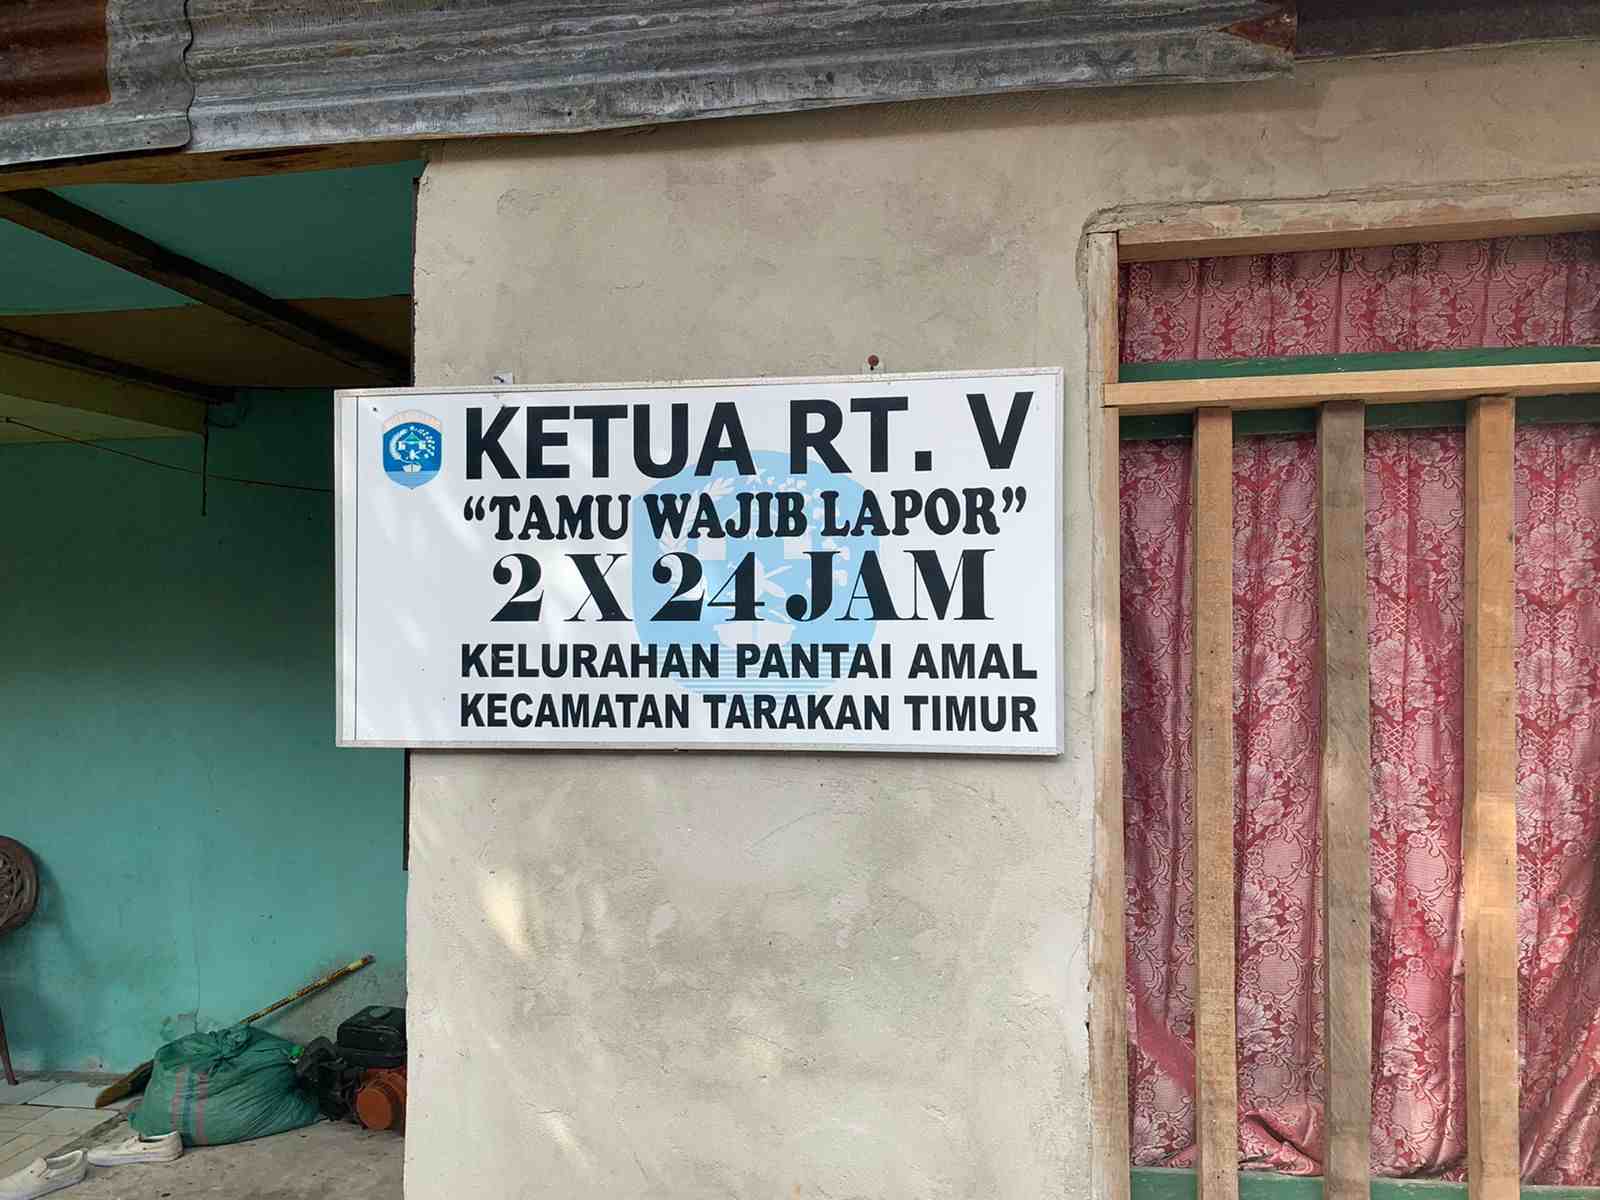 KETUA RT. V
“TAMU WAJIB LAPOR”
2 X 24 JAM
KELURAHAN PANTAI AMAL
KECAMATAN TARAKAN TIMUR